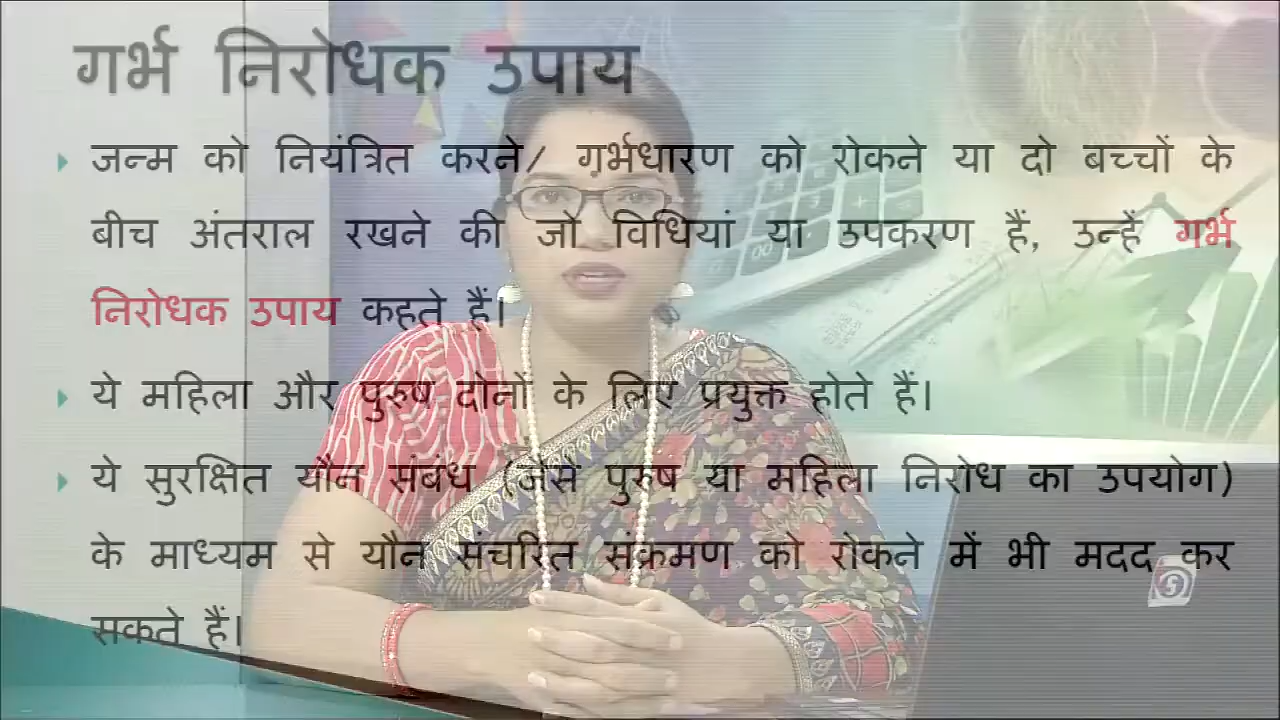 गर्भ निरोधक उपाय
जन्म को नियंत्रित करने/ गर्भधारण को रोकने या दो बच्चों के
बीच अंतराल रखने की जो विधियां या उपकरण हैं, उन्हें गर्भ
निरोधक उपाय कहते हैं।
ये महिला और पुरुष दोनों के लिए प्रयुक्त होते हैं।
ये सुरक्षित यौन संबंध (जैसे पुरुष या महिला निरोध का उपयोग)
के माध्यम से यौन संचरित संक्रमण को रोकने में भी मदद कर
सकते हैं।